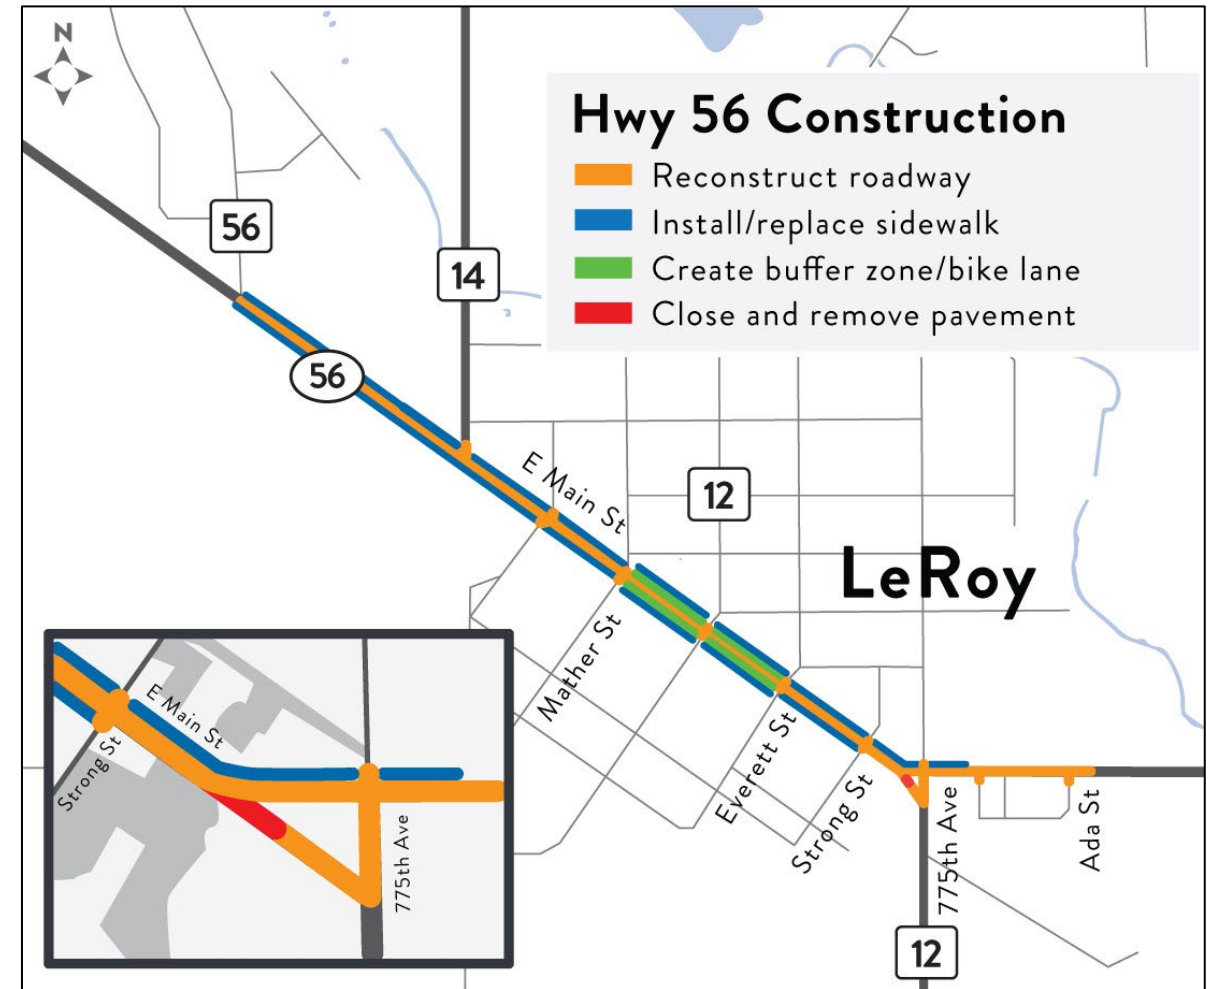 N
Hwy 56 Construction
Reconstruct roadway
Install/replace sidewalk
Create buffer zone/bike lane
Close and remove pavement
56
14
56
E Main St
12
LeRoy
Mather St
Everett St
Strong St
775th Ave
Ada St
12
E Main St
Strong St
775th Ave